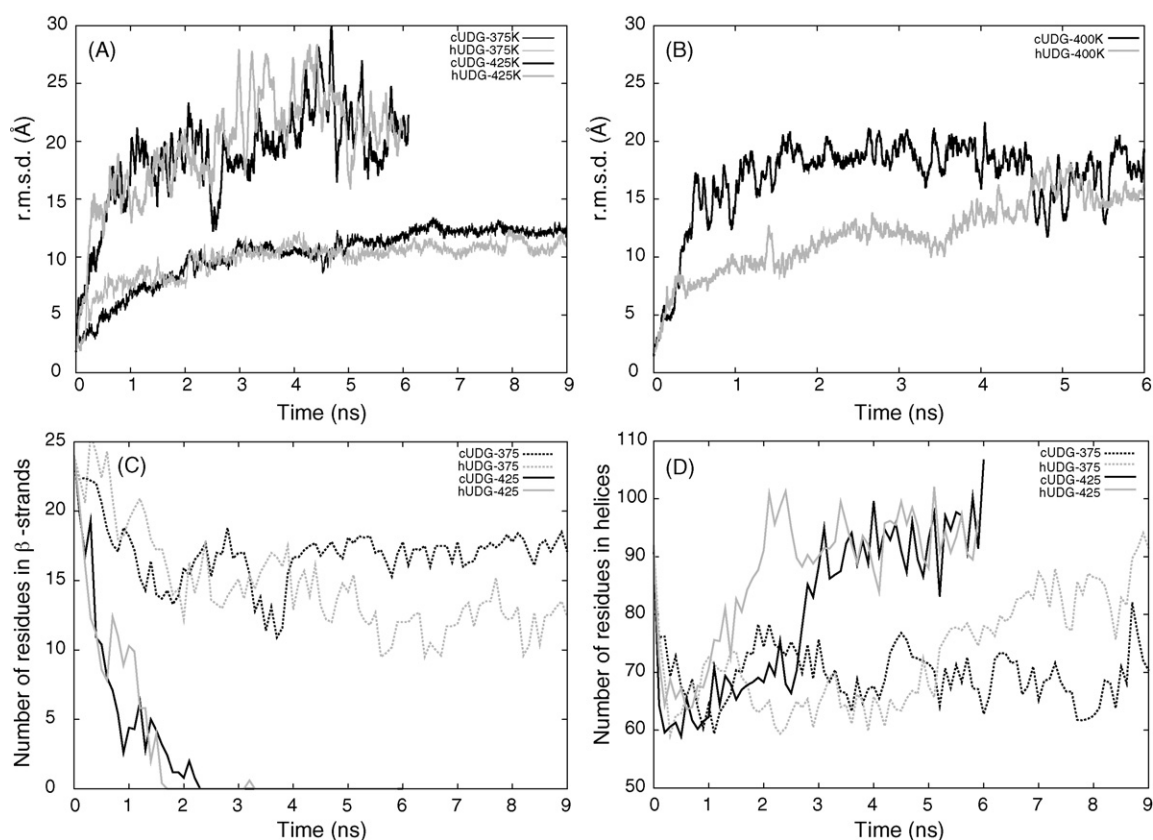 (A)
cUDG-375K
hUDG-375K
cUDG-425K
hUDG-425K
r.m.s.d. (Å)
30
25
20
15
10
5
0
0 1 2 3 4 5 6 7 8 9
Time (ns)
(B)
cUDG-400K
hUDG-400K
r.m.s.d. (Å)
30
25
20
15
10
5
0
0 1 2 3 4 5 6
Time (ns)
(C)
cUDG-375
hUDG-375
cUDG-425
hUDG-425
Number of residues in β -strands
25
20
15
10
5
0
0 1 2 3 4 5 6 7 8 9
Time (ns)
(D)
cUDG-375
hUDG-375
cUDG-425
hUDG-425
Number of residues in helices
110
100
90
80
70
60
50
0 1 2 3 4 5 6 7 8 9
Time (ns)